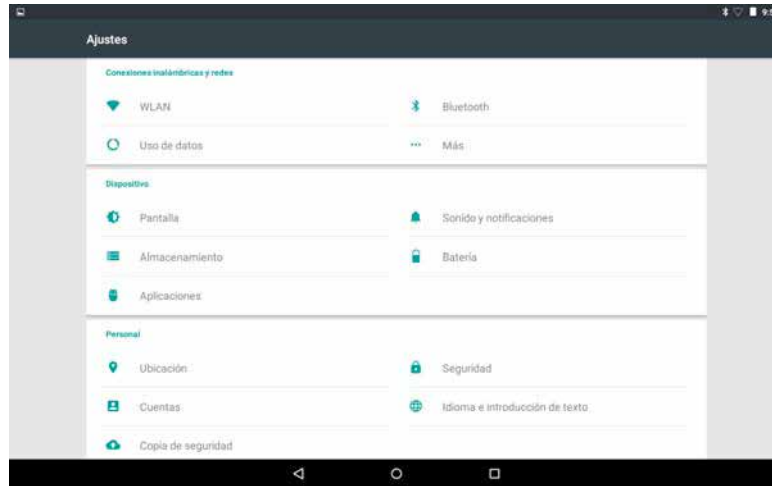 Ajustes
Conexiones inalámbricas y redes
WLAN
Bluetooth
Uso de datos
Más
Dispositivo
Pantalla
Sonido y notificaciones
Almacenamiento
Batería
Aplicaciones
Personal
Ubicación
Seguridad
Cuentas
Idioma e introducción de texto
Copia de seguridad